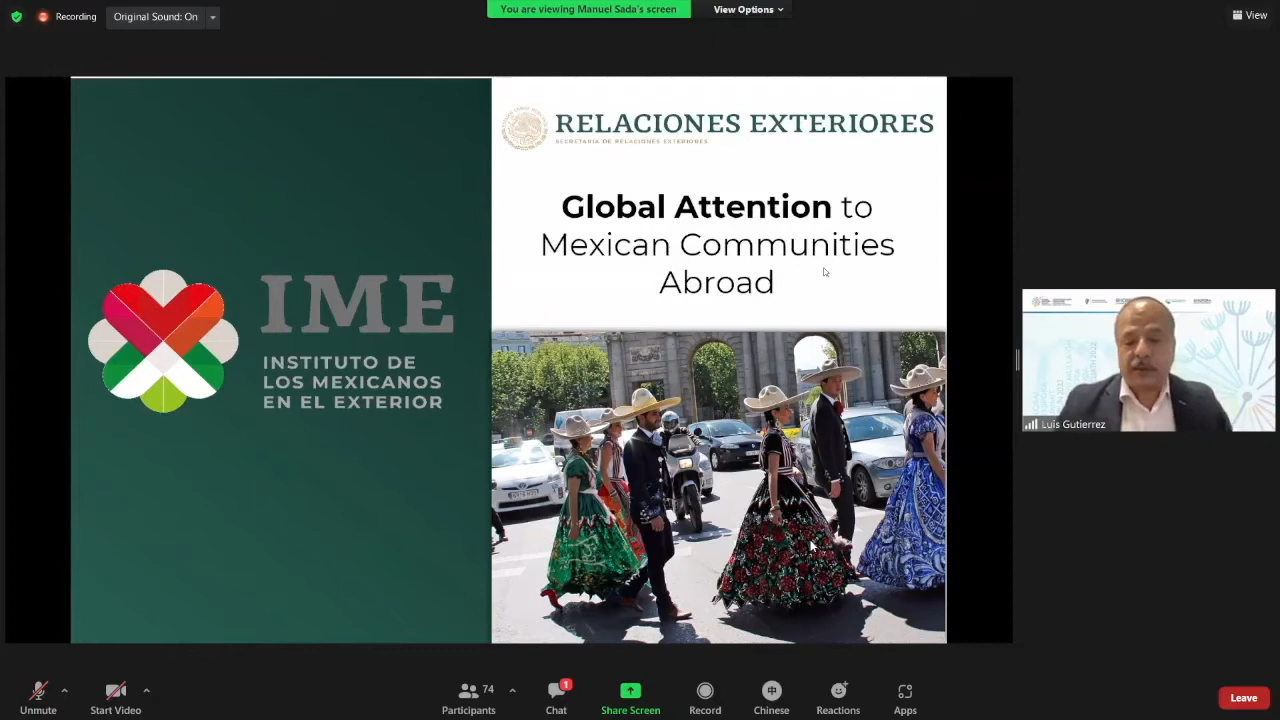 Recording
Original Sound: On
You are viewing Manuel Sada's screen
View Options
View
RELACIONES EXTERIORES
SECRETARÍA DE RELACIONES EXTERIORES
Global Attention to
Mexican Communities
Abroad
IME
INSTITUTO DE
LOS MEXICANOS
EN EL EXTERIOR
Luis Gutierrez
Unmute
Start Video
74
Participants
1
Chat
Share Screen
Record
中
Chinese
Reactions
Apps
Leave